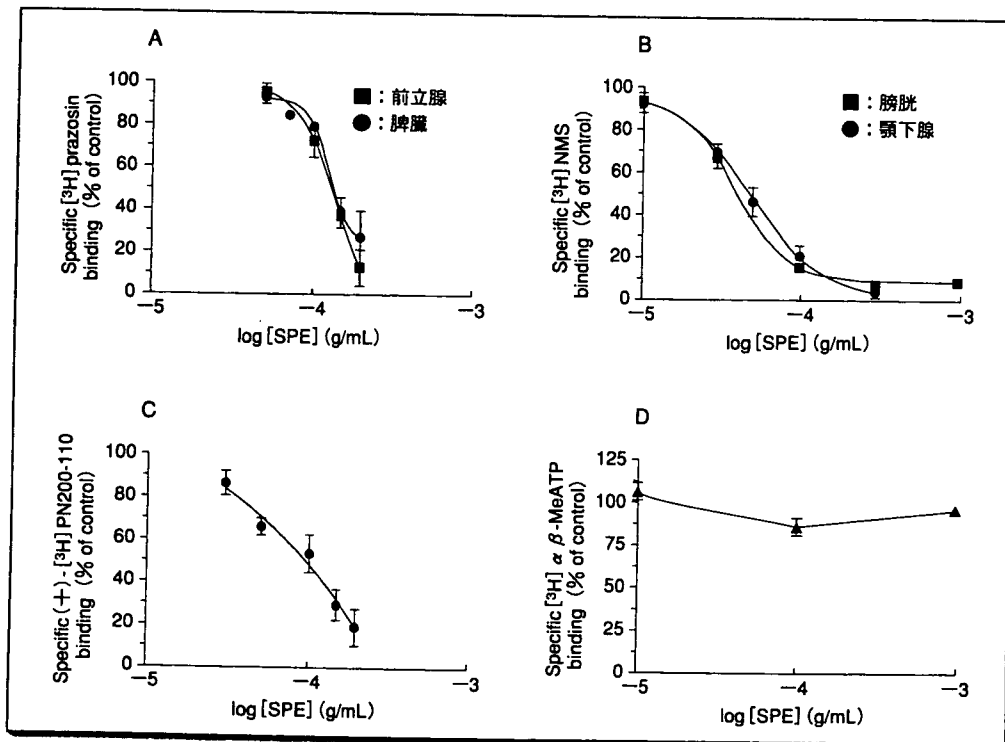 A
Specific [³H] prazosin
binding (% of control)
100
80
60
40
20
0
■：前立腺
●：脾臓
−5
−4
−3
log [SPE] (g/mL)
B
Specific [³H] NMS
binding (% of control)
100
80
60
40
20
0
■：膀胱
●：顎下腺
−5
−4
−3
log [SPE] (g/mL)
C
Specific (+) - [³H] PN200-110
binding (% of control)
100
80
60
40
20
0
−5
−4
−3
log [SPE] (g/mL)
D
Specific [³H] α β-MeATP
binding (% of control)
125
100
75
50
25
0
−5
−4
−3
log [SPE] (g/mL)